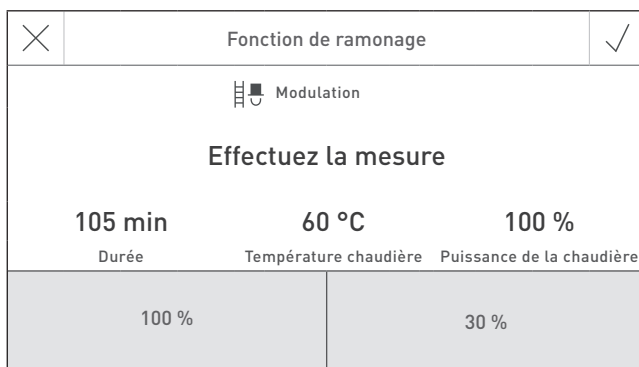 Fonction de ramonage
Modulation
Effectuez la mesure
105 min 60 °C 100 %
Durée Température chaudière Puissance de la chaudière
100 % 30 %